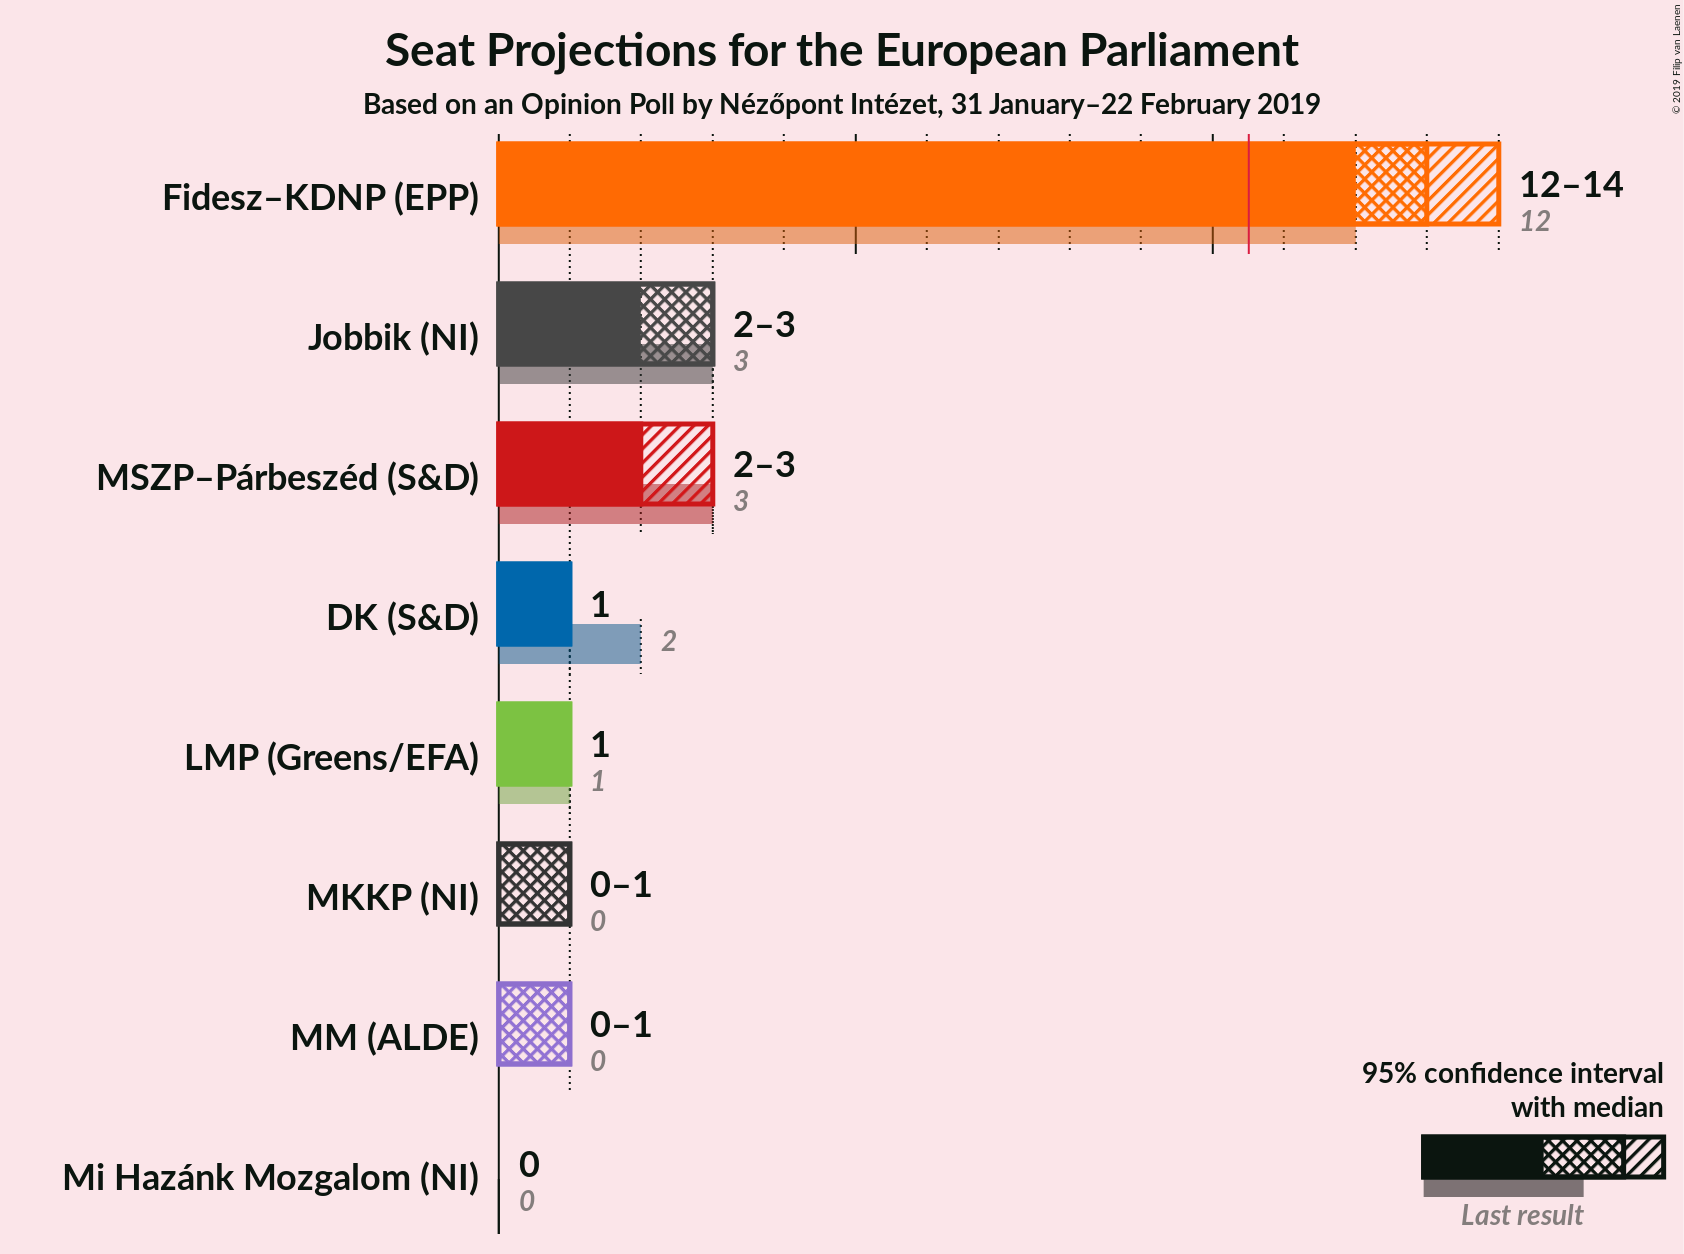 Seat Projections for the European Parliament
Based on an Opinion Poll by Nézőpont Intézet, 31 January–22 February 2019
© 2019 Filip van Laenen
Fidesz–KDNP (EPP)
12–14
12
Jobbik (NI)
2–3
3
MSZP–Párbeszéd (S&D)
2–3
3
DK (S&D)
1
2
LMP (Greens/EFA)
1
1
MKKP (NI)
0–1
0
MM (ALDE)
0–1
0
Mi Hazánk Mozgalom (NI)
0
0
95% confidence interval
with median
Last result